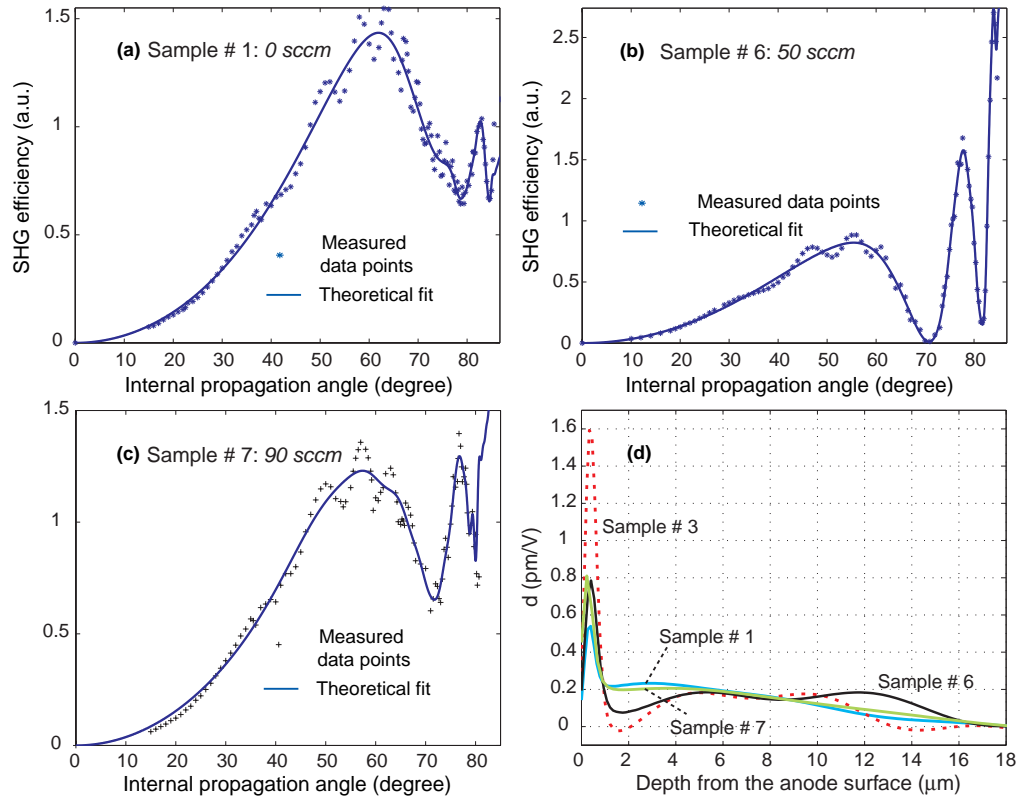 (a) Sample # 1: 0 sccm
SHG efficiency (a.u.)
1.5
1
0.5
0
Measured
data points
Theoretical fit
0 10 20 30 40 50 60 70 80
Internal propagation angle (degree)
(b) Sample # 6: 50 sccm
SHG efficiency (a.u.)
2.5
2
1.5
1
0.5
0
Measured data points
Theoretical fit
0 10 20 30 40 50 60 70 80
Internal propagation angle (degree)
(c) Sample # 7: 90 sccm
1.5
1
0.5
0
Measured
data points
Theoretical fit
0 10 20 30 40 50 60 70 80
Internal propagation angle (degree)
(d)
d (pm/V)
1.6
1.4
1.2
1
0.8
0.6
0.4
0.2
0
Sample # 3
Sample # 1
Sample # 6
Sample # 7
0 2 4 6 8 10 12 14 16 18
Depth from the anode surface (μm)